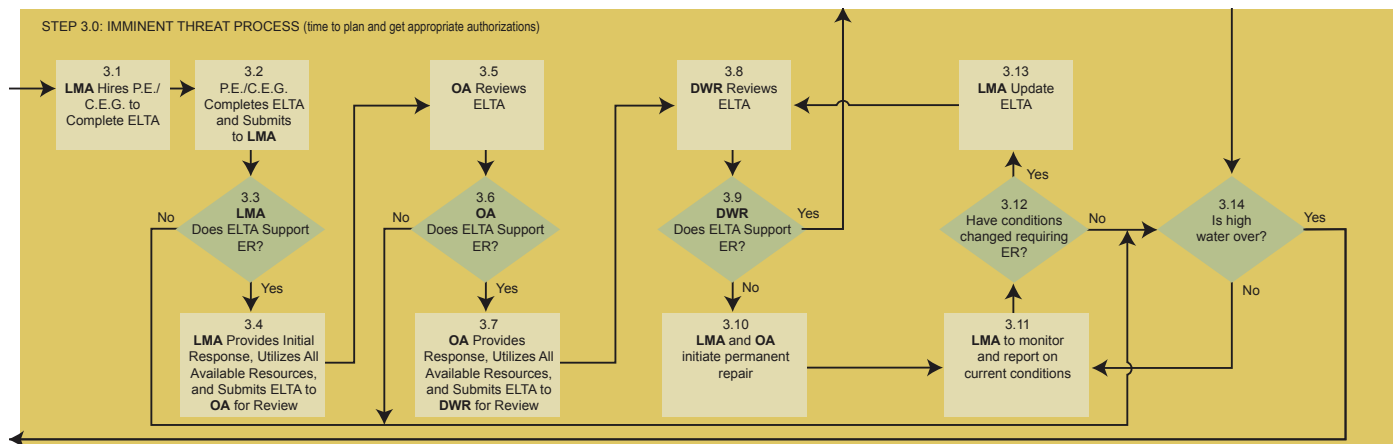 STEP 3.0: IMMINENT THREAT PROCESS (time to plan and get appropriate authorizations)
3.1
LMA Hires P.E./
C.E.G. to
Complete ELTA
3.2
P.E./C.E.G.
Completes ELTA
and Submits
to LMA
3.3
LMA
Does ELTA Support
ER?
No
Yes
3.4
LMA Provides Initial
Response, Utilizes All
Available Resources,
and Submits ELTA to
OA for Review
3.5
OA Reviews
ELTA
3.6
OA
Does ELTA Support
ER?
No
Yes
3.7
OA Provides
Response, Utilizes All
Available Resources,
and Submits ELTA to
DWR for Review
3.8
DWR Reviews
ELTA
3.9
DWR
Does ELTA Support
ER?
Yes
No
3.10
LMA and OA
initiate permanent
repair
3.11
LMA to monitor
and report on
current conditions
3.12
Have conditions
changed requiring
ER?
Yes
No
3.13
LMA Update
ELTA
3.14
Is high
water over?
Yes
No